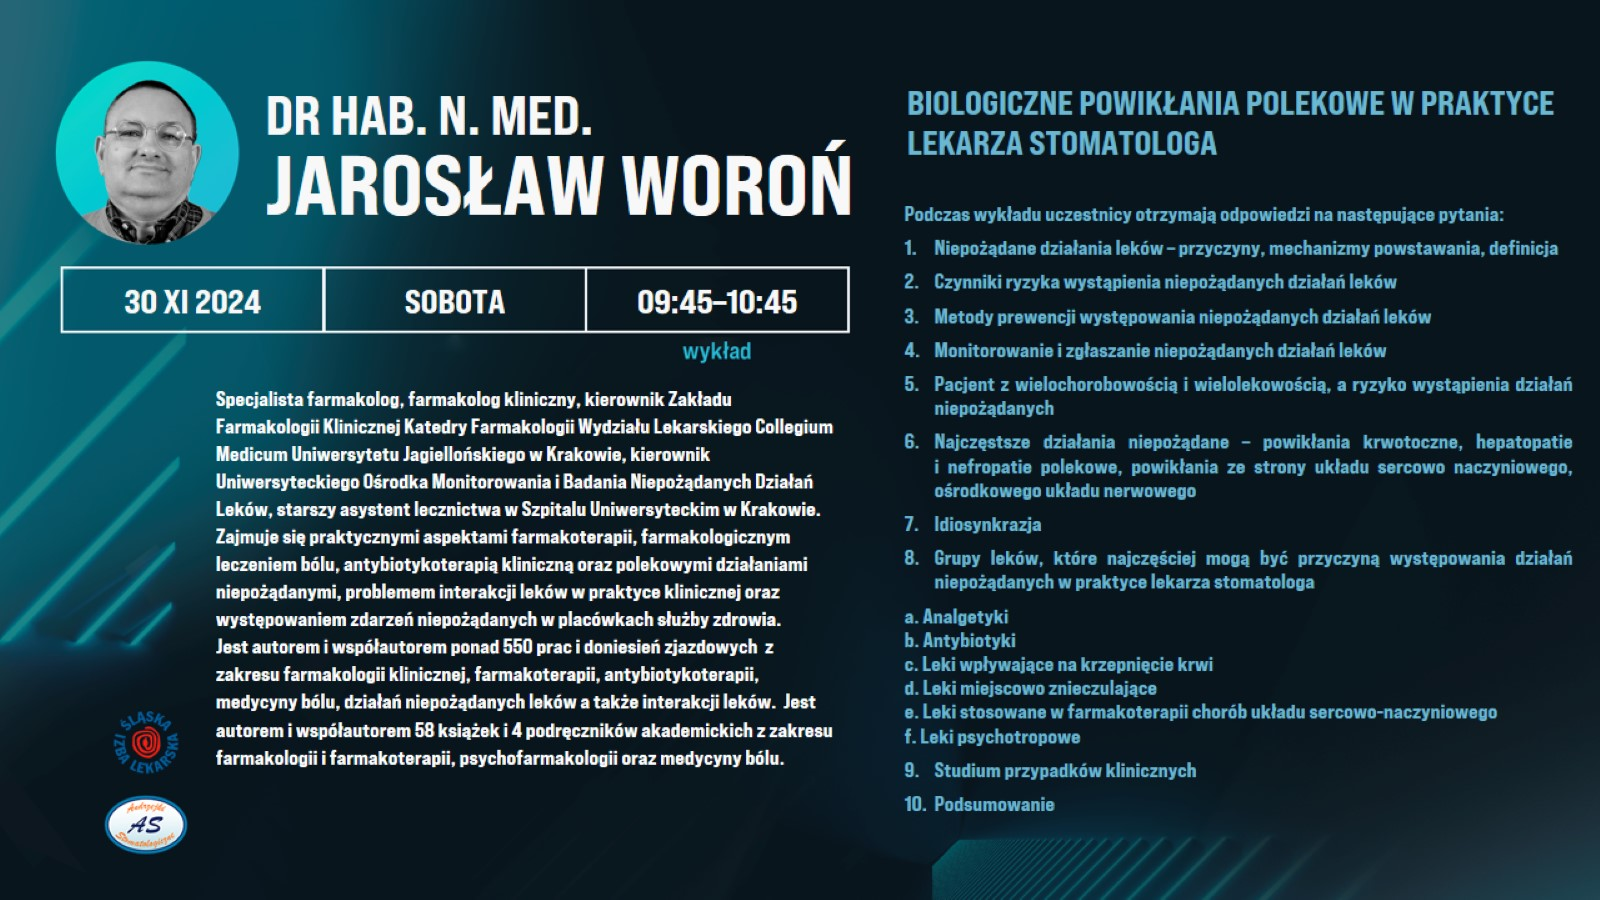 DR HAB. N. MED.
JAROSŁAW WOROŃ
30 XI 2024
SOBOTA
09:45–10:45
wykład
Specjalista farmakolog, farmakolog kliniczny, kierownik Zakładu
Farmakologii Klinicznej Katedry Farmakologii Wydziału Lekarskiego Collegium
Medicum Uniwersytetu Jagiellońskiego w Krakowie, kierownik
Uniwersyteckiego Ośrodka Monitorowania i Badania Niepożądanych Działań
Leków, starszy asystent lecznictwa w Szpitalu Uniwersyteckim w Krakowie.
Zajmuje się praktycznymi aspektami farmakoterapii, farmakologicznym
leczeniem bólu, antybiotykoterapią kliniczną oraz polekowymi działaniami
niepożądanymi, problemem interakcji leków w praktyce klinicznej oraz
występowaniem zdarzeń niepożądanych w placówkach służby zdrowia.
Jest autorem i współautorem ponad 550 prac i doniesień zjazdowych z
zakresu farmakologii klinicznej, farmakoterapii, antybiotykoterapii,
medycyny bólu, działań niepożądanych leków a także interakcji leków. Jest
autorem i współautorem 58 książek i 4 podręczników akademickich z zakresu
farmakologii i farmakoterapii, psychofarmakologii oraz medycyny bólu.
ŚLĄSKA
IZBA LEKARSKA
Andrzejki
AS
Stomatologiczne
BIOLOGICZNE POWIKŁANIA POLEKOWE W PRAKTYCE
LEKARZA STOMATOLOGA
Podczas wykładu uczestnicy otrzymają odpowiedzi na następujące pytania:
1. Niepożądane działania leków – przyczyny, mechanizmy powstawania, definicja
2. Czynniki ryzyka wystąpienia niepożądanych działań leków
3. Metody prewencji występowania niepożądanych działań leków
4. Monitorowanie i zgłaszanie niepożądanych działań leków
5. Pacjent z wielochorobowością i wielolekowością, a ryzyko wystąpienia działań
niepożądanych
6. Najczęstsze działania niepożądane – powikłania krwotoczne, hepatopatie
i nefropatie polekowe, powikłania ze strony układu sercowo naczyniowego,
ośrodkowego układu nerwowego
7. Idiosynkrazja
8. Grupy leków, które najczęściej mogą być przyczyną występowania działań
niepożądanych w praktyce lekarza stomatologa
a. Analgetyki
b. Antybiotyki
c. Leki wpływające na krzepnięcie krwi
d. Leki miejscowo znieczulające
e. Leki stosowane w farmakoterapii chorób układu sercowo-naczyniowego
f. Leki psychotropowe
9. Studium przypadków klinicznych
10. Podsumowanie